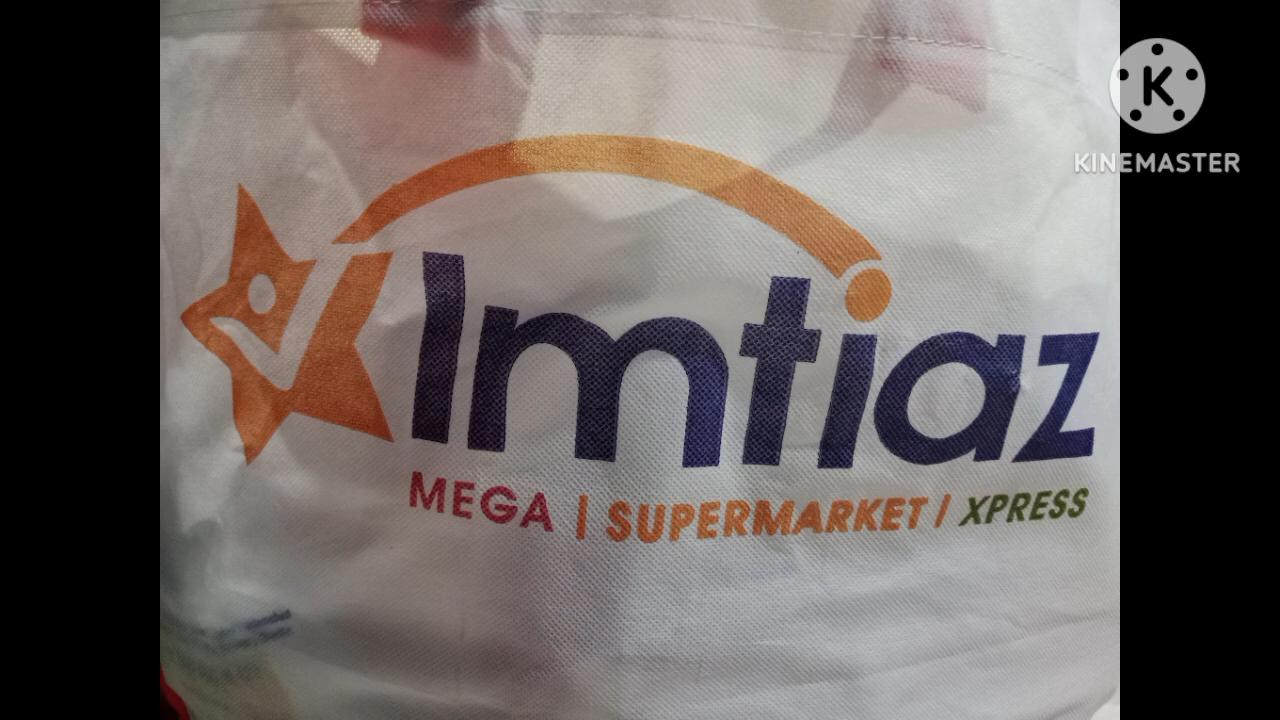 K
KINEMASTER
Imtiaz
MEGA | SUPERMARKET / XPRESS